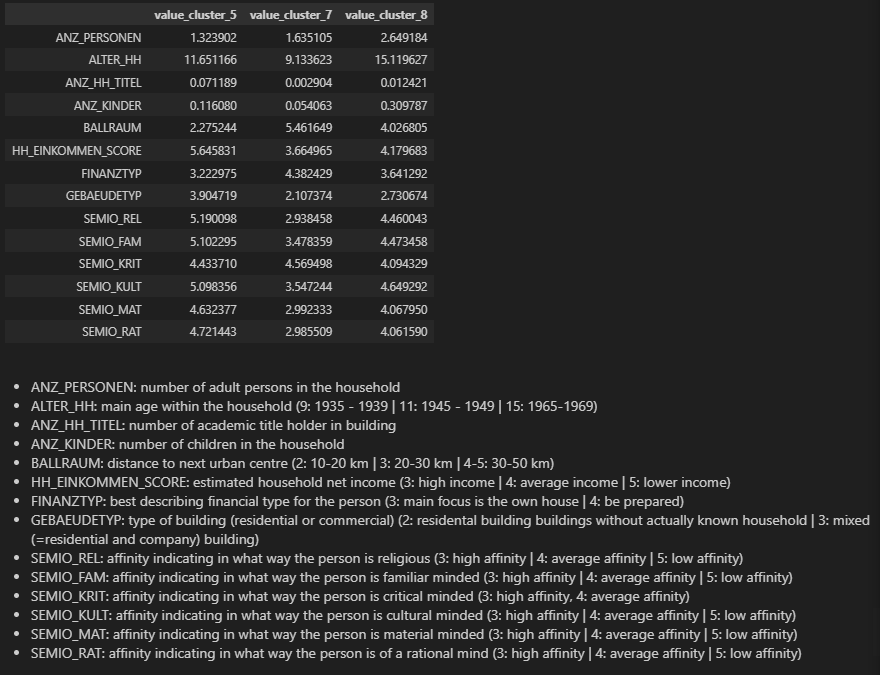 value_cluster_5 value_cluster_7 value_cluster_8
ANZ_PERSONEN 1.323902 1.635105 2.649184
ALTER_HH 11.651166 9.133623 15.119627
ANZ_HH_TITEL 0.071189 0.002904 0.012421
ANZ_KINDER 0.116080 0.054063 0.309787
BALLRAUM 2.275244 5.461649 4.026805
HH_EINKOMMEN_SCORE 5.645831 3.664965 4.179683
FINANZTYP 3.222975 4.382429 3.641292
GEBAEUDETYP 3.904719 2.107374 2.730674
SEMIO_REL 5.190098 2.938458 4.460043
SEMIO_FAM 5.102295 3.478359 4.473458
SEMIO_KRIT 4.433710 4.569498 4.094329
SEMIO_KULT 5.098356 3.547244 4.649292
SEMIO_MAT 4.632377 2.992333 4.067950
SEMIO_RAT 4.721443 2.985509 4.061590
• ANZ_PERSONEN: number of adult persons in the household
• ALTER_HH: main age within the household (9: 1935 - 1939 | 11: 1945 - 1949 | 15: 1965-1969)
• ANZ_HH_TITEL: number of academic title holder in building
• ANZ_KINDER: number of children in the household
• BALLRAUM: distance to next urban centre (2: 10-20 km | 3: 20-30 km | 4-5: 30-50 km)
• HH_EINKOMMEN_SCORE: estimated household net income (3: high income | 4: average income | 5: lower income)
• FINANZTYP: best describing financial type for the person (3: main focus is the own house | 4: be prepared)
• GEBAEUDETYP: type of building (residential or commercial) (2: residental building buildings without actually known household | 3: mixed
(=residential and company) building)
• SEMIO_REL: affinity indicating in what way the person is religious (3: high affinity | 4: average affinity | 5: low affinity)
• SEMIO_FAM: affinity indicating in what way the person is familiar minded (3: high affinity | 4: average affinity | 5: low affinity)
• SEMIO_KRIT: affinity indicating in what way the person is critical minded (3: high affinity, 4: average affinity)
• SEMIO_KULT: affinity indicating in what way the person is cultural minded (3: high affinity | 4: average affinity | 5: low affinity)
• SEMIO_MAT: affinity indicating in what way the person is material minded (3: high affinity | 4: average affinity | 5: low affinity)
• SEMIO_RAT: affinity indicating in what way the person is of a rational mind (3: high affinity | 4: average affinity | 5: low affinity)